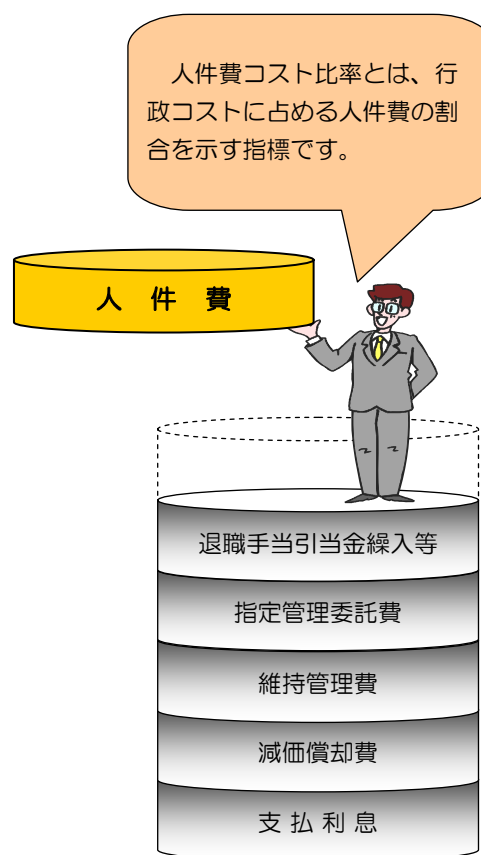 人件費コスト比率とは、行
政コストに占める人件費の割
合を示す指標です。
人 件 費
退職手当引当金繰入等
指定管理委託費
維持管理費
減価償却費
支 払 利 息